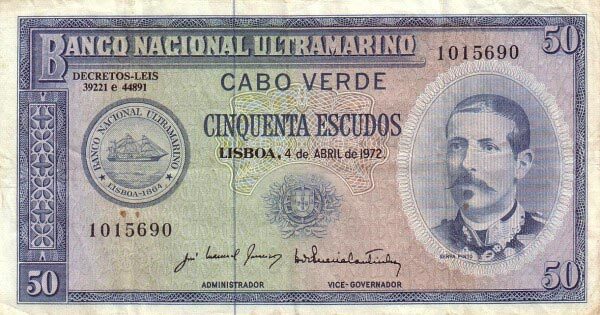 BANCO NACIONAL ULTRAMARINO
50
1015690
DECRETOS-LEIS
39221 e 44891
CABO VERDE
CINQUENTA ESCUDOS
LISBOA, 4 de ABRIL de 1972
BANCO NACIONAL ULTRAMARINO
LISBOA-1864
1015690
SERPA PINTO
50
ADMINISTRADOR
VICE-GOVERNADOR
50